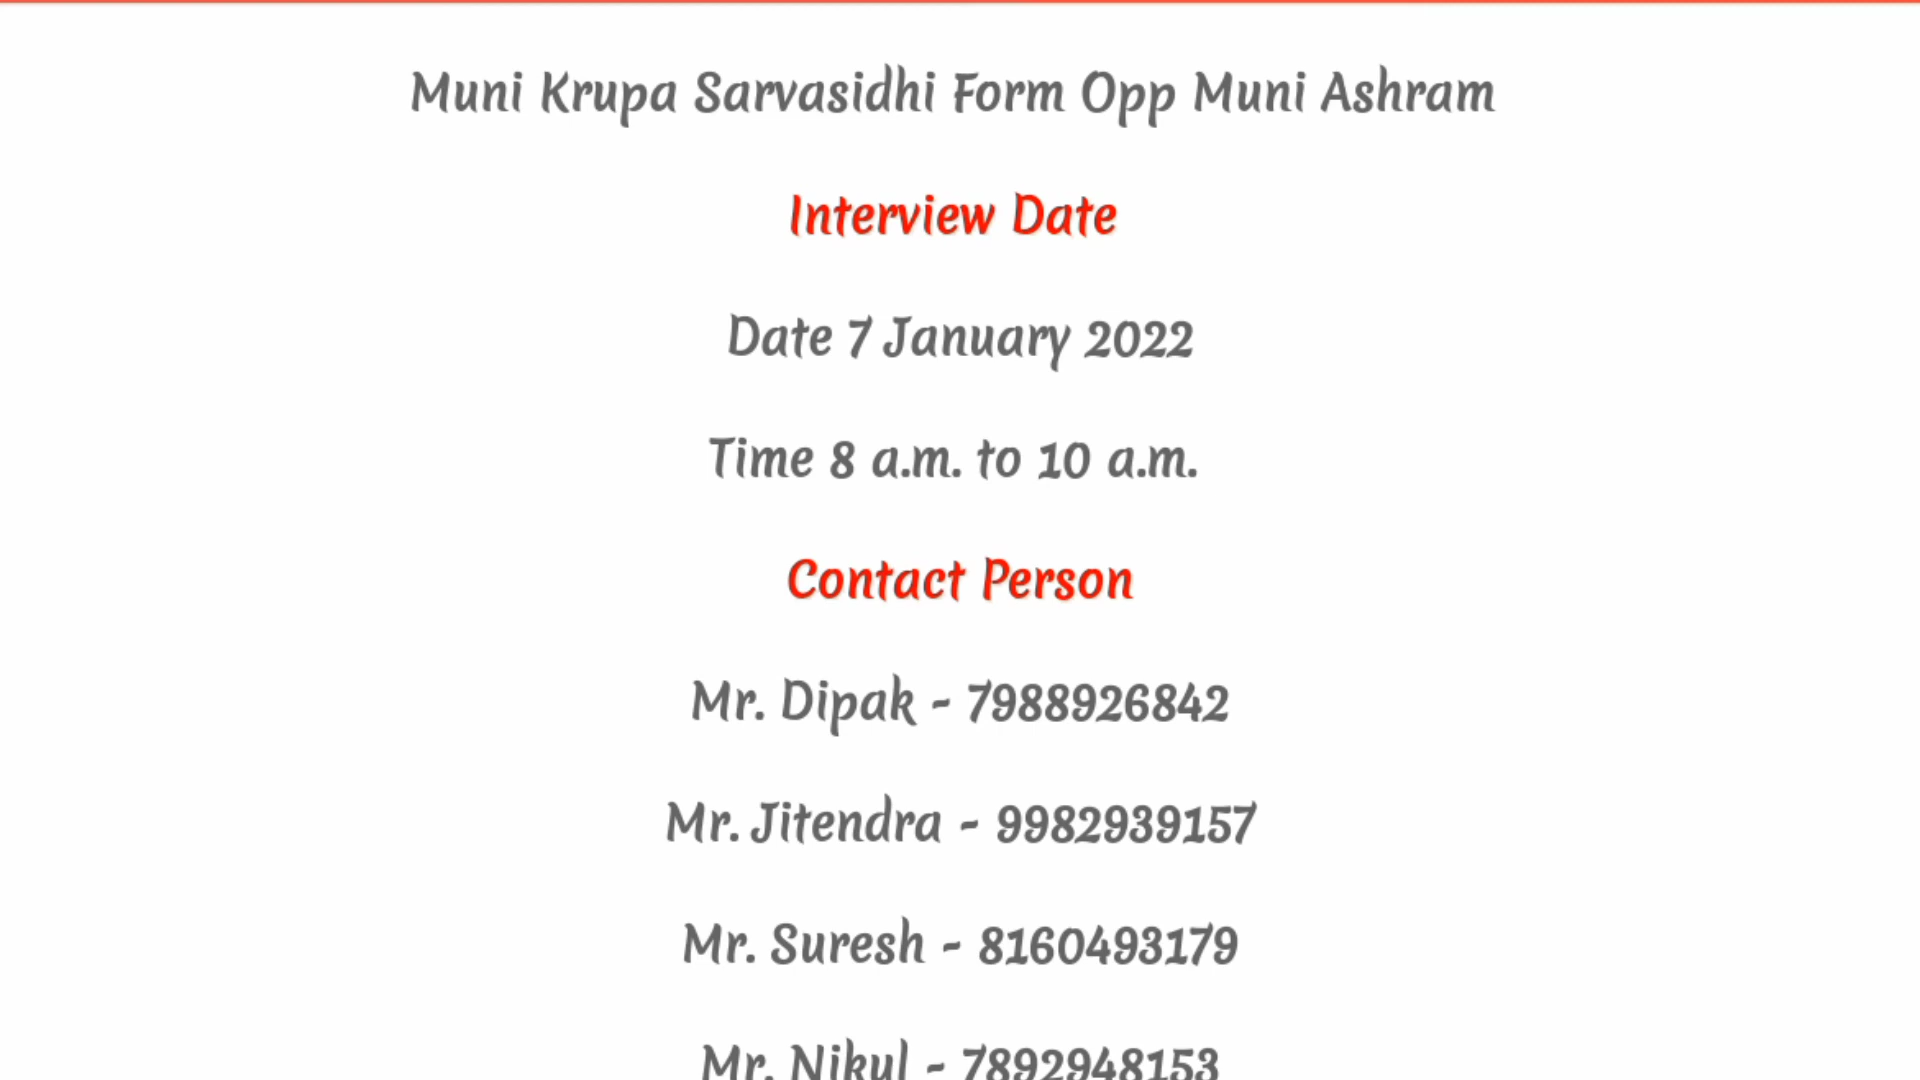 Muni Krupa Sarvasidhi Form Opp Muni Ashram
Interview Date
Date 7 January 2022
Time 8 a.m. to 10 a.m.
Contact Person
Mr. Dipak - 7988926842
Mr. Jitendra - 9982939157
Mr. Suresh - 8160493179
Mr. Nikul - 7892948153